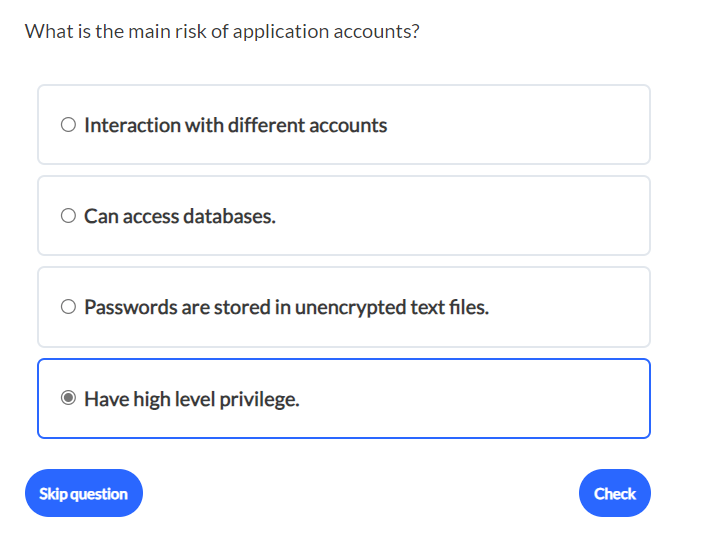 What is the main risk of application accounts?
Interaction with different accounts
Can access databases.
Passwords are stored in unencrypted text files.
Have high level privilege.
Skip question
Check